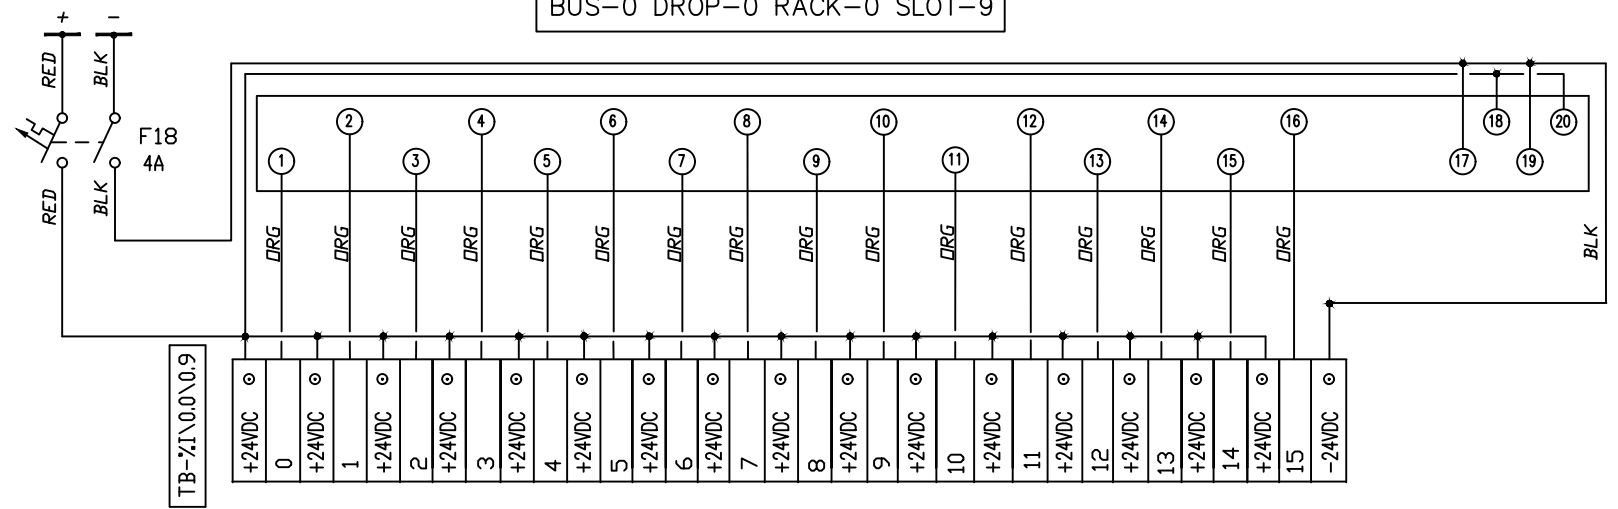 BUS-0 DROP-0 RACK-0 SLOT-9
+ -
RED BLK
F18
4A
RED BLK
2 4 6 8 10 12 14 16 18 20
1 3 5 7 9 11 13 15 17 19
ORG ORG ORG ORG ORG ORG ORG ORG ORG ORG ORG ORG ORG ORG ORG ORG BLK
TB-%I\0.0\0.9
+24VDC 0 +24VDC 1 +24VDC 2 +24VDC 3 +24VDC 4 +24VDC 5 +24VDC 6 +24VDC 7 +24VDC 8 +24VDC 9 +24VDC 10 +24VDC 11 +24VDC 12 +24VDC 13 +24VDC 14 +24VDC 15 -24VDC